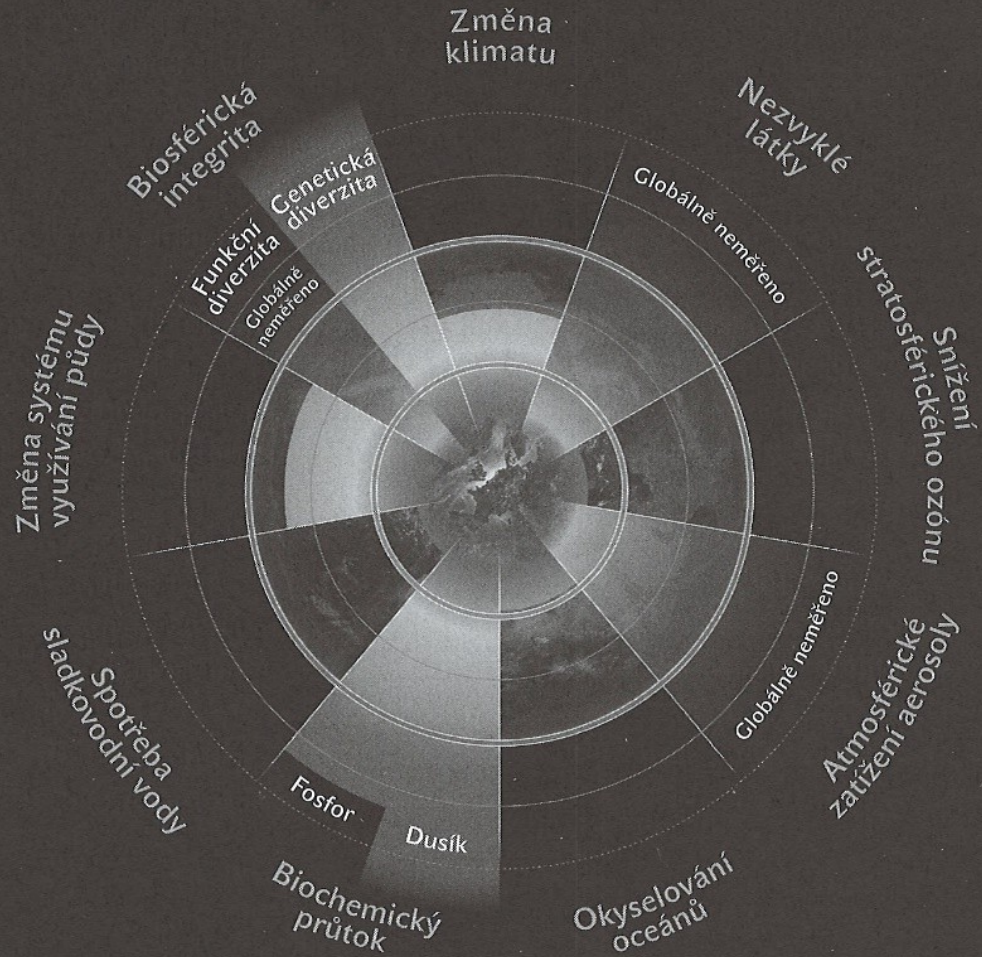 Změna
klimatu
Nezvyklé
látky
Globálně neměřeno
Snížení
stratosférického ozónu
Atmosférické
zatížení aerosoly
Globálně neměřeno
Okyselování
oceánů
Biochemický
průtok
Fosfor
Dusík
Spotřeba
sladkovodní vody
Změna systému
využívání půdy
Biosférická
integrita
Funkční
diverzita
Globálně
neměřeno
Genetická
diverzita